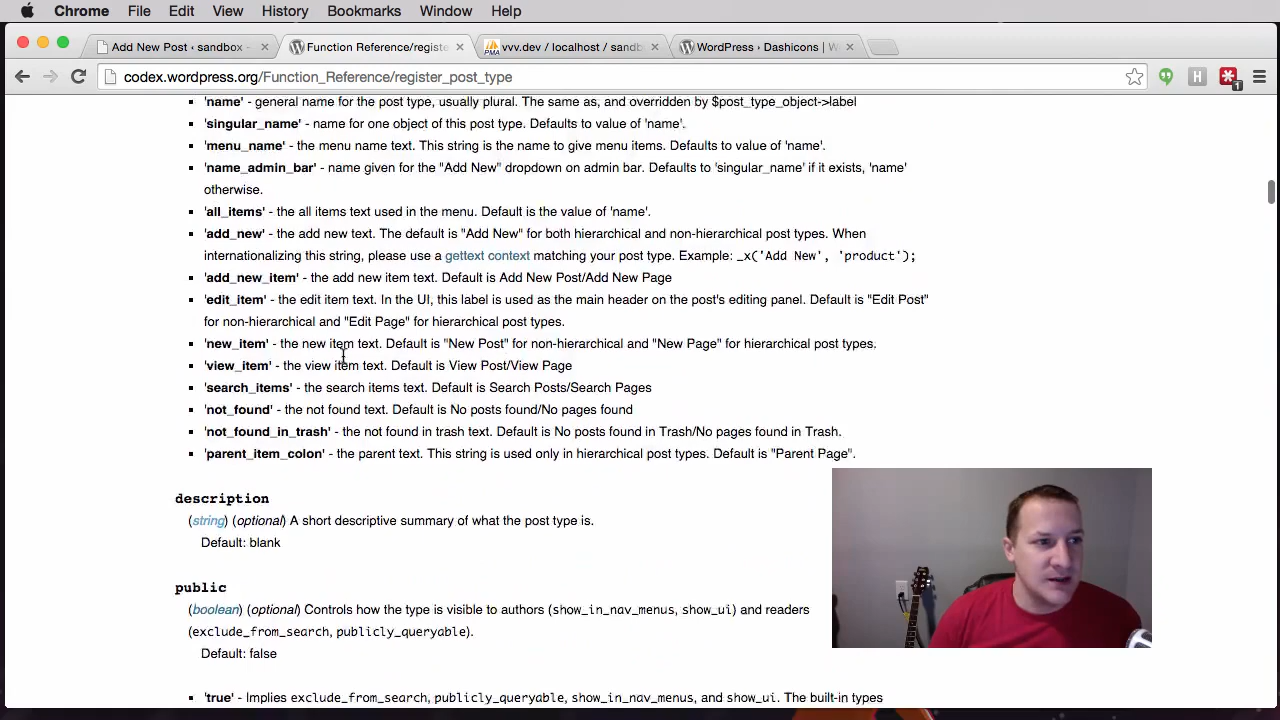 Chrome File Edit View History Bookmarks Window Help
Add New Post ‹ sandbox - × Function Reference/registe × vvv.dev / localhost / sandb × WordPress › Dashicons | W ×
codex.wordpress.org/Function_Reference/register_post_type H 1
'name' - general name for the post type, usually plural. The same as, and overridden by $post_type_object->label
'singular_name' - name for one object of this post type. Defaults to value of 'name'.
'menu_name' - the menu name text. This string is the name to give menu items. Defaults to value of 'name'.
'name_admin_bar' - name given for the "Add New" dropdown on admin bar. Defaults to 'singular_name' if it exists, 'name'
otherwise.
'all_items' - the all items text used in the menu. Default is the value of 'name'.
'add_new' - the add new text. The default is "Add New" for both hierarchical and non-hierarchical post types. When
internationalizing this string, please use a gettext context matching your post type. Example: _x('Add New', 'product');
'add_new_item' - the add new item text. Default is Add New Post/Add New Page
'edit_item' - the edit item text. In the UI, this label is used as the main header on the post's editing panel. Default is "Edit Post"
for non-hierarchical and "Edit Page" for hierarchical post types.
'new_item' - the new item text. Default is "New Post" for non-hierarchical and "New Page" for hierarchical post types.
'view_item' - the view item text. Default is View Post/View Page
'search_items' - the search items text. Default is Search Posts/Search Pages
'not_found' - the not found text. Default is No posts found/No pages found
'not_found_in_trash' - the not found in trash text. Default is No posts found in Trash/No pages found in Trash.
'parent_item_colon' - the parent text. This string is used only in hierarchical post types. Default is "Parent Page".
description
(string) (optional) A short descriptive summary of what the post type is.
Default: blank
public
(boolean) (optional) Controls how the type is visible to authors (show_in_nav_menus, show_ui) and readers
(exclude_from_search, publicly_queryable).
Default: false
'true' - Implies exclude_from_search, publicly_queryable, show_in_nav_menus, and show_ui. The built-in types